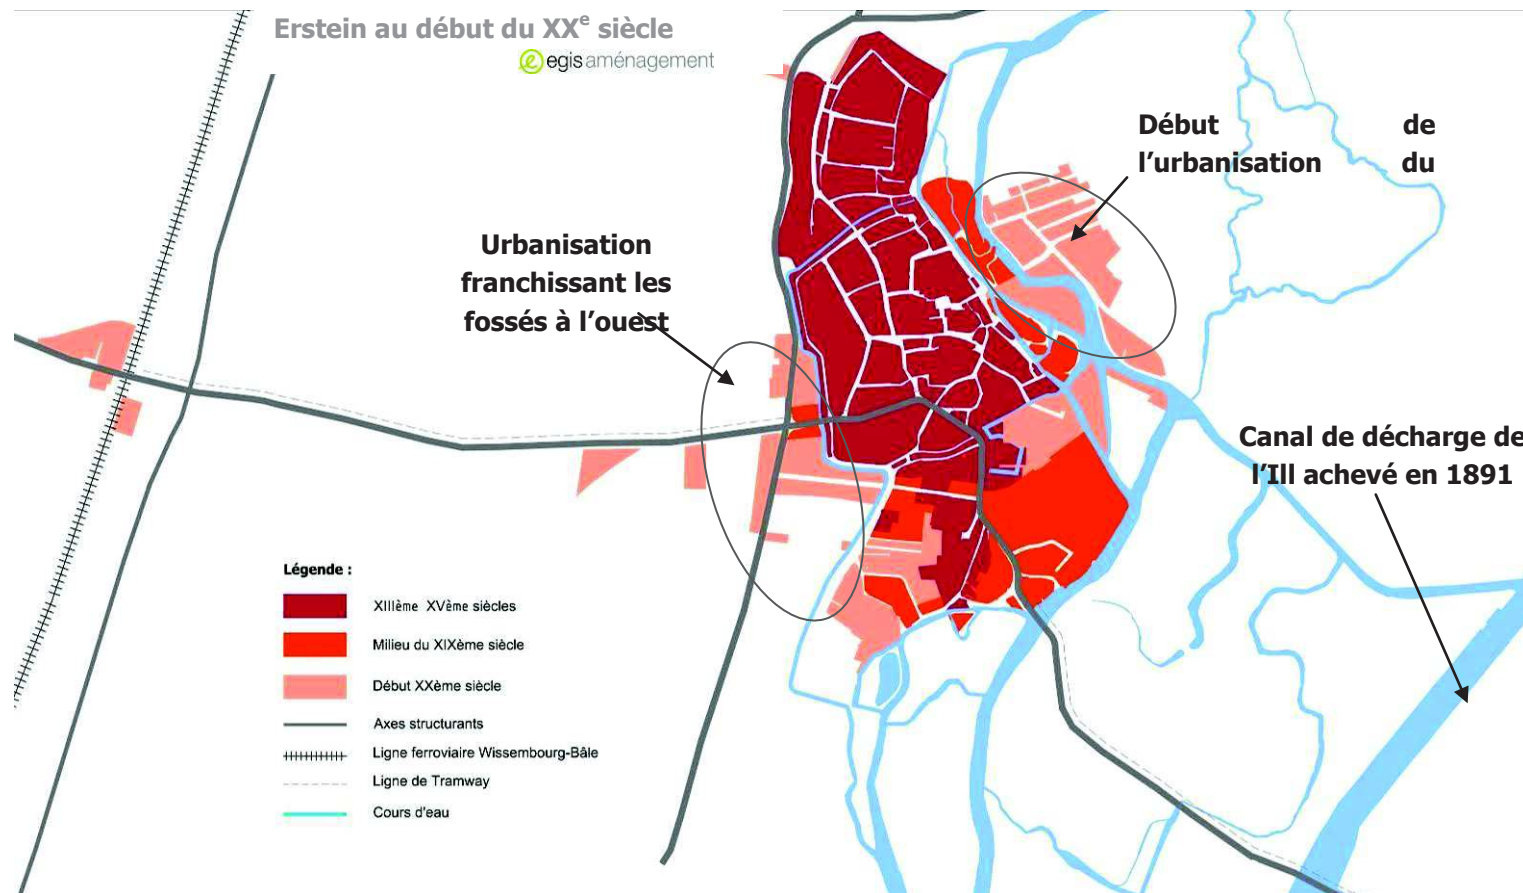 Erstein au début du XXe siècle
egis aménagement
Début de
l’urbanisation du
Urbanisation
franchissant les
fossés à l’ouest
Canal de décharge de
l’Ill achevé en 1891
Légende :
XIIIème XVème siècles
Milieu du XIXème siècle
Début XXème siècle
Axes structurants
Ligne ferroviaire Wissembourg-Bâle
Ligne de Tramway
Cours d'eau